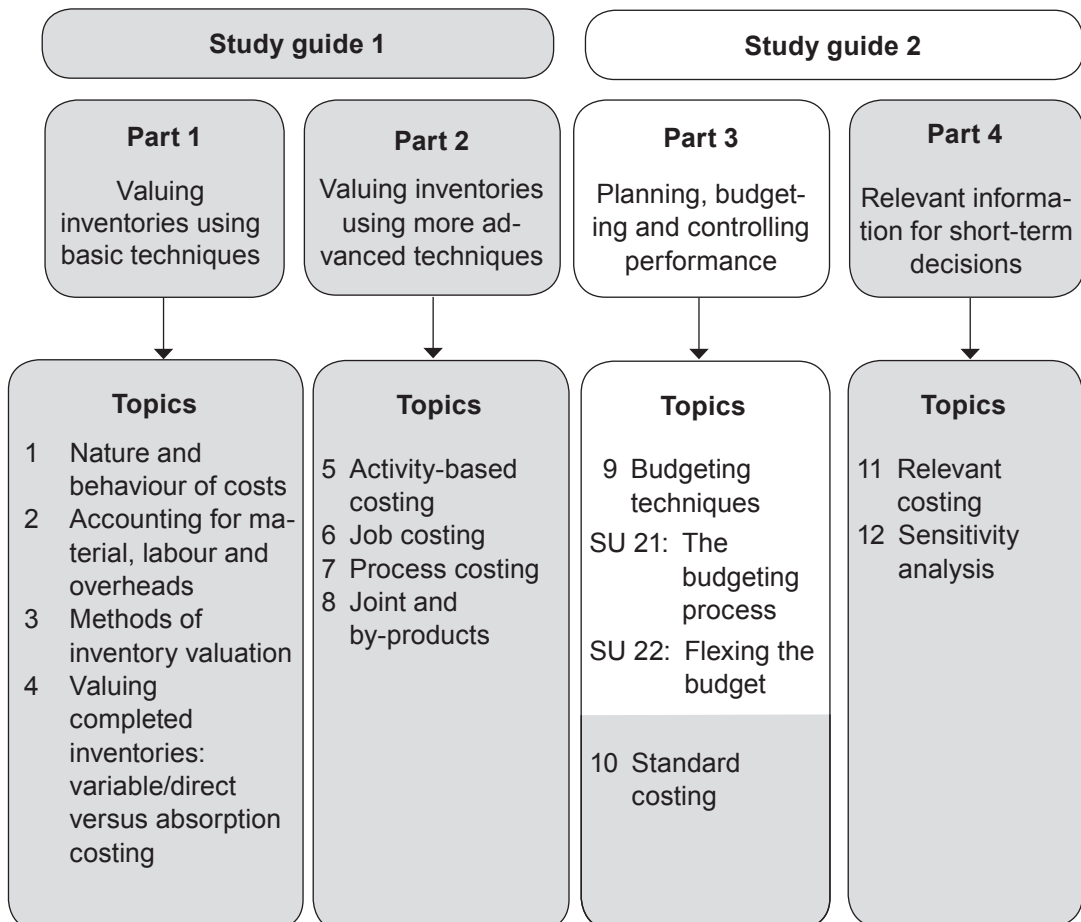 Study guide 1
Study guide 2
Part 1
Valuing
inventories using
basic techniques
Part 2
Valuing inventories
using more ad-
vanced techniques
Part 3
Planning, budget-
ing and controlling
performance
Part 4
Relevant informa-
tion for short-term
decisions
Topics
1 Nature and
behaviour of costs
2 Accounting for ma-
terial, labour and
overheads
3 Methods of
inventory valuation
4 Valuing
completed
inventories:
variable/direct
versus absorption
costing
Topics
5 Activity-based
costing
6 Job costing
7 Process costing
8 Joint and
by-products
Topics
9 Budgeting
techniques
SU 21: The
budgeting
process
SU 22: Flexing the
budget
10 Standard
costing
Topics
11 Relevant
costing
12 Sensitivity
analysis